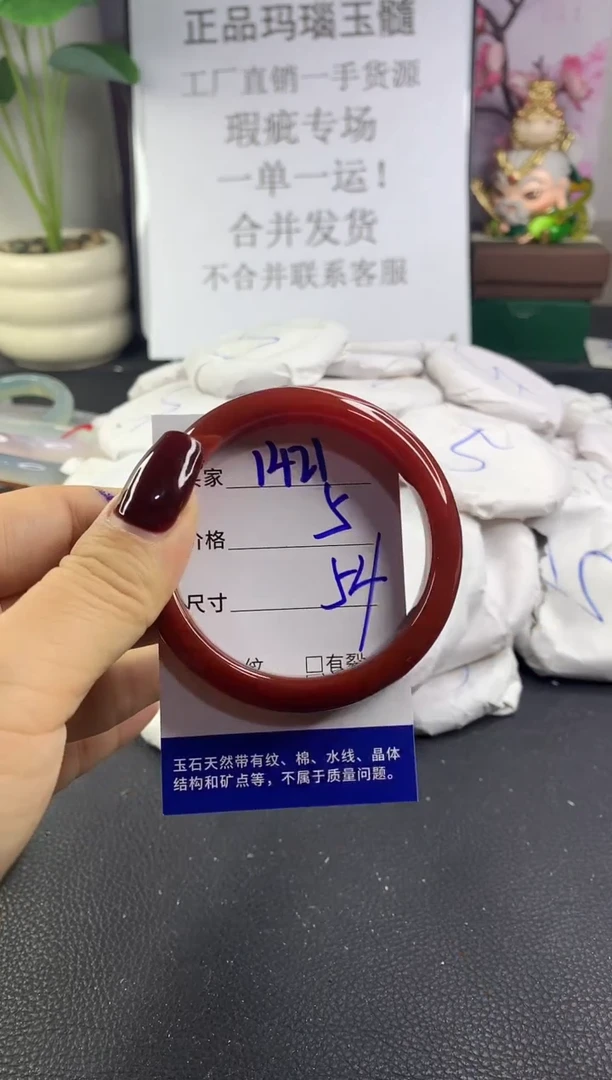 正品玛瑙玉髓
工厂直销一手货源
瑕疵专场
一单一运！
合并发货
不合并联系客服
家 1421
价格 5
尺寸 54
纹 □有裂
玉石天然带有纹、棉、水线、晶体
结构和矿点等，不属于质量问题。
5